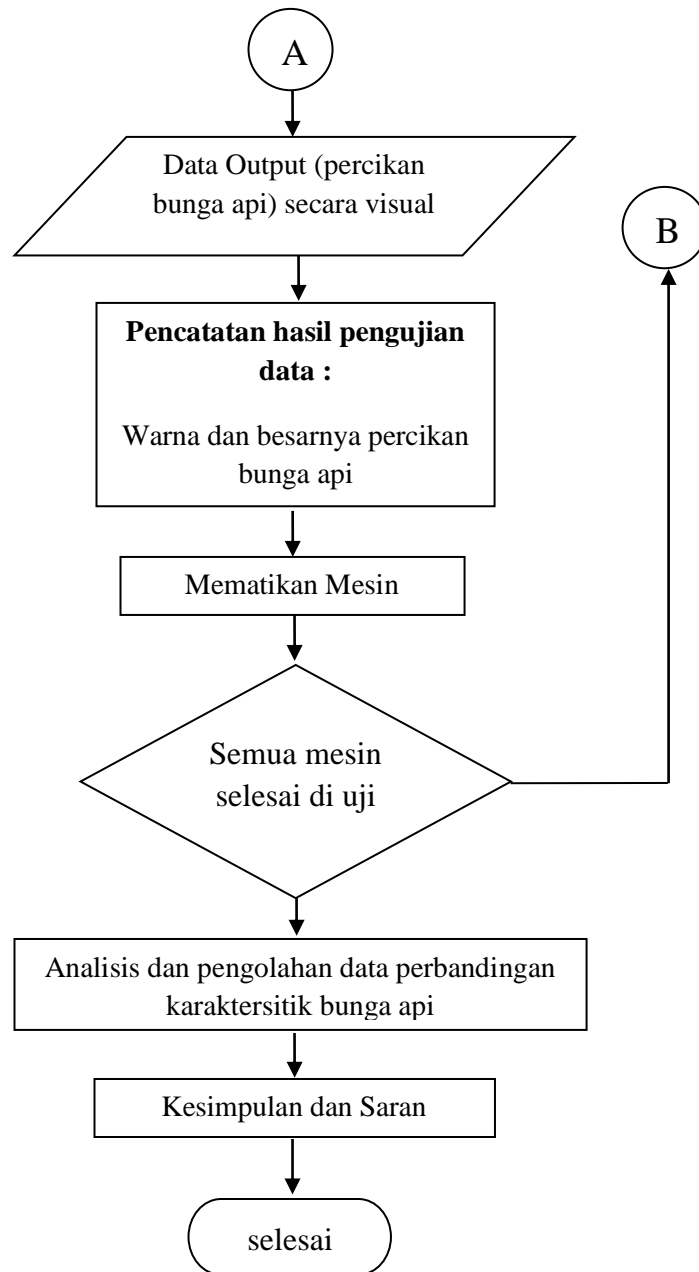 A
Data Output (percikan
bunga api) secara visual
B
Pencatatan hasil pengujian
data :
Warna dan besarnya percikan
bunga api
Mematikan Mesin
Semua mesin
selesai di uji
Analisis dan pengolahan data perbandingan
karaktersitik bunga api
Kesimpulan dan Saran
selesai